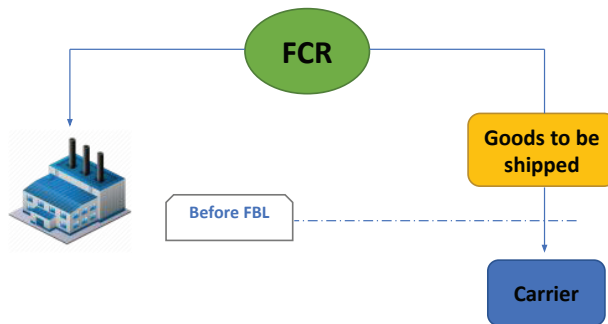 FCR
Goods to be
shipped
Before FBL
Carrier